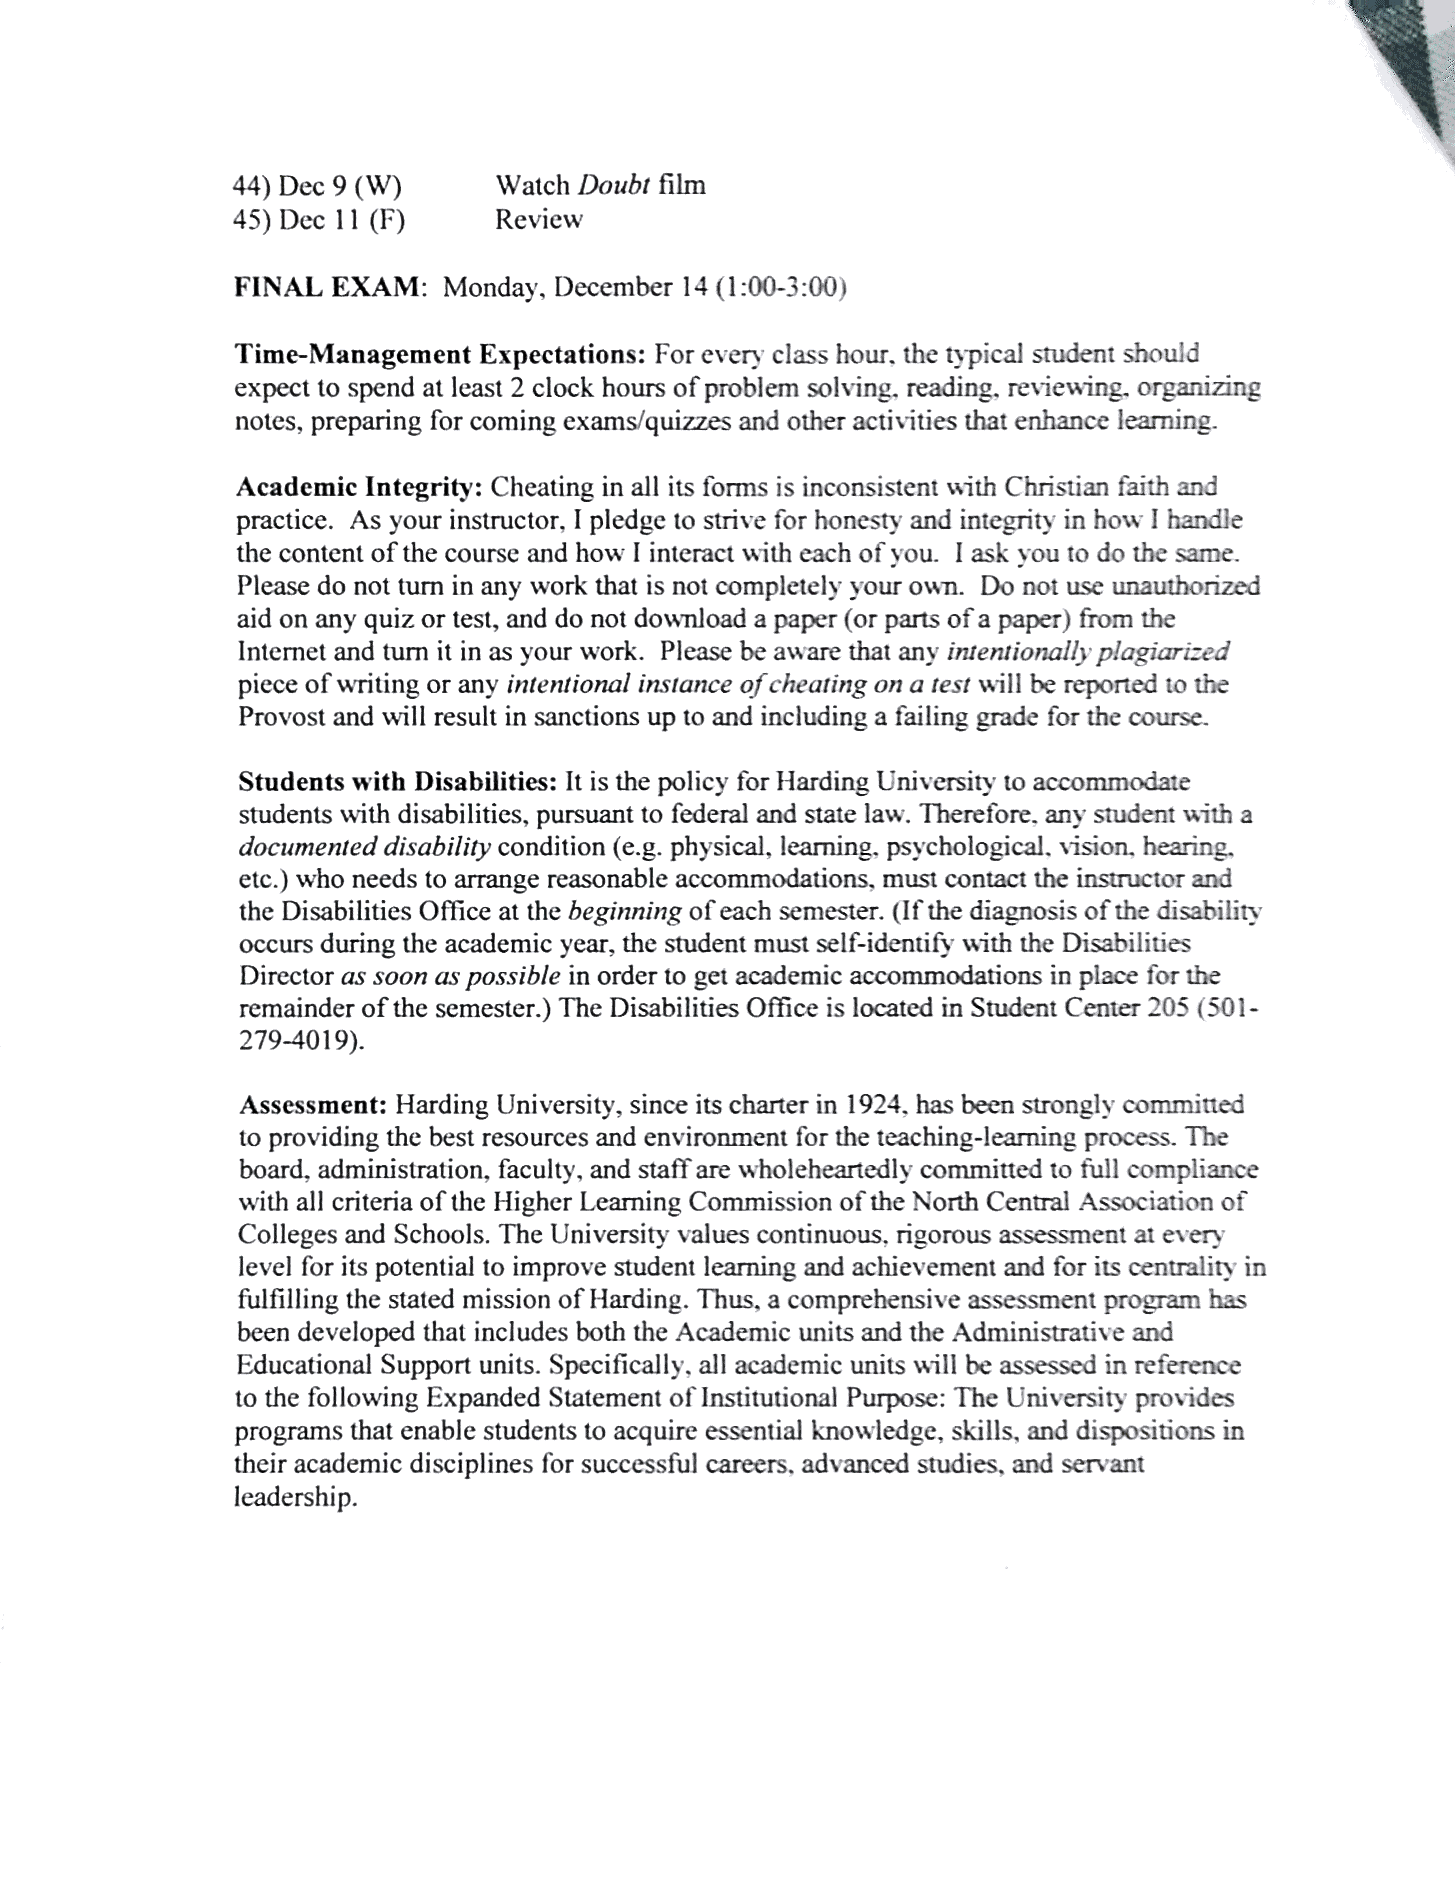 44) Dec 9 (W) Watch Doubt film
45) Dec 11 (F) Review
FINAL EXAM: Monday, December 14 (1:00-3:00)
Time-Management Expectations: For every class hour, the typical student should
expect to spend at least 2 clock hours of problem solving, reading, reviewing, organizing
notes, preparing for coming exams/quizzes and other activities that enhance learning.
Academic Integrity: Cheating in all its forms is inconsistent with Christian faith and
practice. As your instructor, I pledge to strive for honesty and integrity in how I handle
the content of the course and how I interact with each of you. I ask you to do the same.
Please do not turn in any work that is not completely your own. Do not use unauthorized
aid on any quiz or test, and do not download a paper (or parts of a paper) from the
Internet and turn it in as your work. Please be aware that any intentionally plagiarized
piece of writing or any intentional instance of cheating on a test will be reported to the
Provost and will result in sanctions up to and including a failing grade for the course.
Students with Disabilities: It is the policy for Harding University to accommodate
students with disabilities, pursuant to federal and state law. Therefore, any student with a
documented disability condition (e.g. physical, learning, psychological, vision, hearing,
etc.) who needs to arrange reasonable accommodations, must contact the instructor and
the Disabilities Office at the beginning of each semester. (If the diagnosis of the disability
occurs during the academic year, the student must self-identify with the Disabilities
Director as soon as possible in order to get academic accommodations in place for the
remainder of the semester.) The Disabilities Office is located in Student Center 205 (501-
279-4019).
Assessment: Harding University, since its charter in 1924, has been strongly committed
to providing the best resources and environment for the teaching-learning process. The
board, administration, faculty, and staff are wholeheartedly committed to full compliance
with all criteria of the Higher Learning Commission of the North Central Association of
Colleges and Schools. The University values continuous, rigorous assessment at every
level for its potential to improve student learning and achievement and for its centrality in
fulfilling the stated mission of Harding. Thus, a comprehensive assessment program has
been developed that includes both the Academic units and the Administrative and
Educational Support units. Specifically, all academic units will be assessed in reference
to the following Expanded Statement of Institutional Purpose: The University provides
programs that enable students to acquire essential knowledge, skills, and dispositions in
their academic disciplines for successful careers, advanced studies, and servant
leadership.